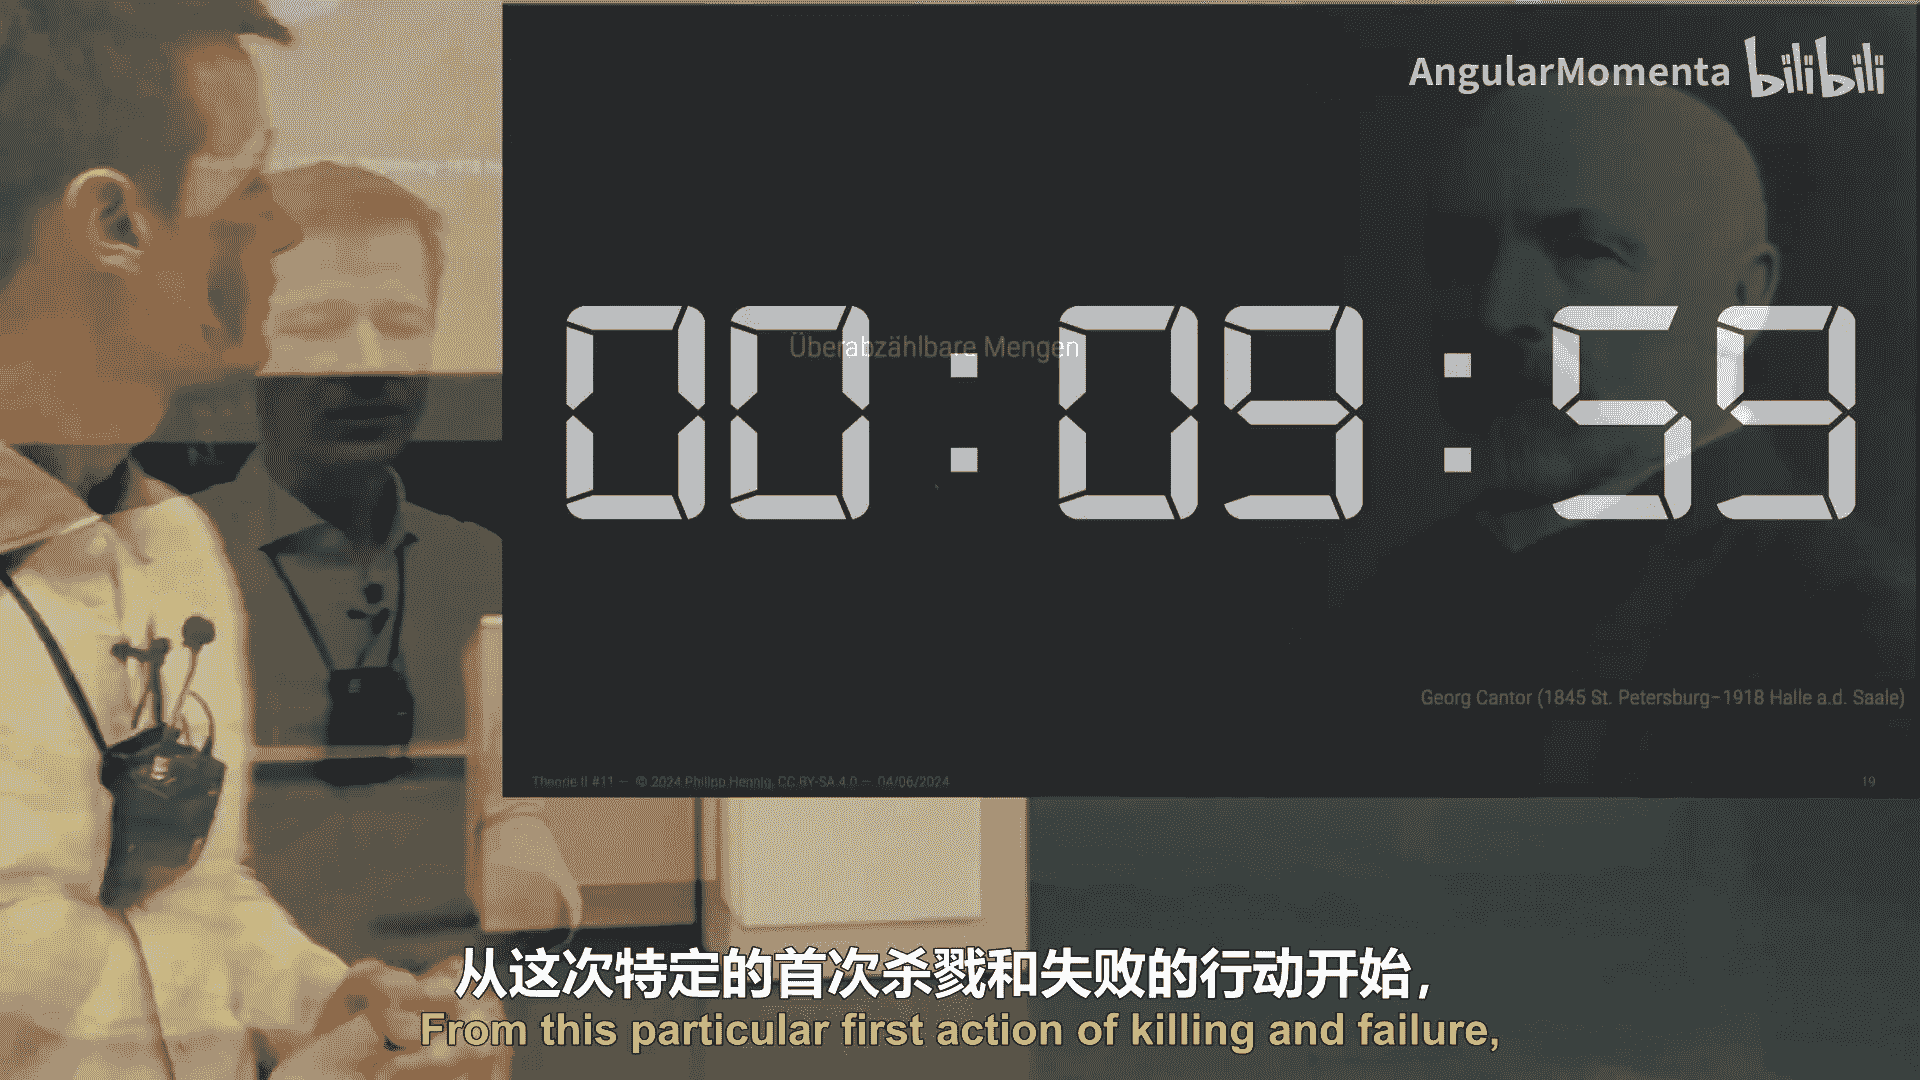 AngularMomenta bilibili
Überabzählbare Mengen
00:09:59
Georg Cantor (1845 St. Petersburg–1918 Halle a.d. Saale)
Theorie II #11 — © 2024 Philipp Hennig, CC BY-SA 4.0 — 04/06/2024
19
从这次特定的首次杀戮和失败的行动开始，
From this particular first action of killing and failure,